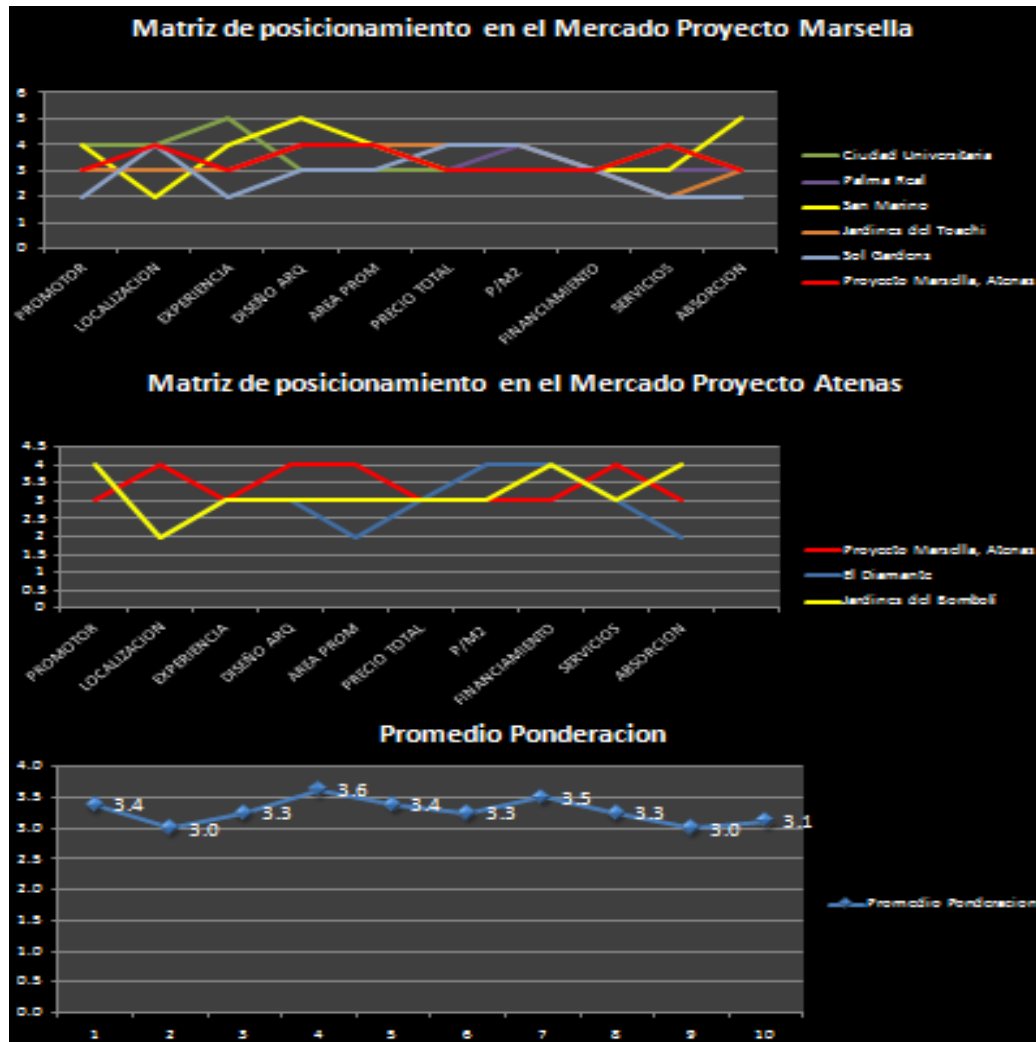 Matriz de posicionamiento en el Mercado Proyecto Marsella
6
5
4
3
2
1
0
PROMOTOR
LOCALIZACION
EXPERIENCIA
DISEÑO ARQ
AREA PROM
PRECIO TOTAL
P/M2
FINANCIAMIENTO
SERVICIOS
ABSORCION
Ciudad Universitaria
Palma Real
San Marino
Jardines del Toachi
Sol Gardens
Proyecto Marsella, Atenas
Matriz de posicionamiento en el Mercado Proyecto Atenas
4.5
4
3.5
3
2.5
2
1.5
1
0.5
0
PROMOTOR
LOCALIZACION
EXPERIENCIA
DISEÑO ARQ
AREA PROM
PRECIO TOTAL
P/M2
FINANCIAMIENTO
SERVICIOS
ABSORCION
Proyecto Marsella, Atenas
El Diamante
Jardines del Bombolí
Promedio Ponderacion
4.0
3.5
3.0
2.5
2.0
1.5
1.0
0.5
0.0
3.4
3.0
3.3
3.6
3.4
3.3
3.5
3.3
3.0
3.1
1 2 3 4 5 6 7 8 9 10
Promedio Ponderacion